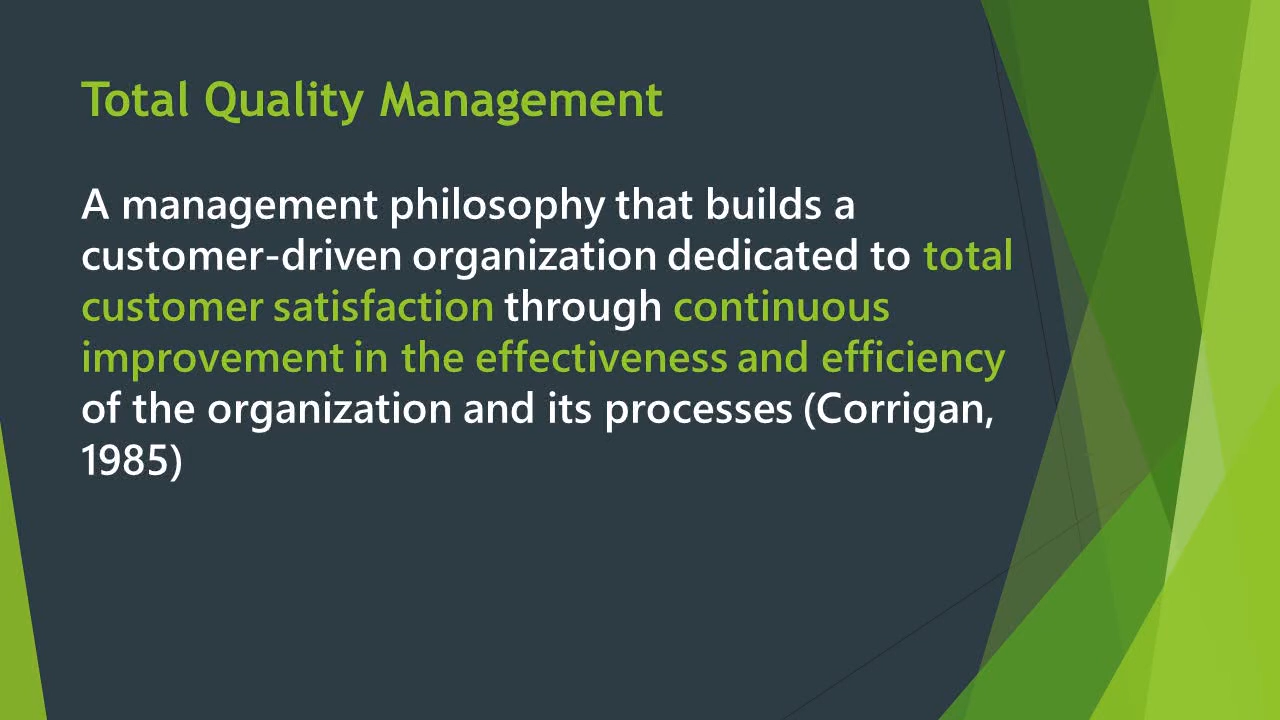 Total Quality Management
A management philosophy that builds a
customer-driven organization dedicated to total
customer satisfaction through continuous
improvement in the effectiveness and efficiency
of the organization and its processes (Corrigan,
1985)